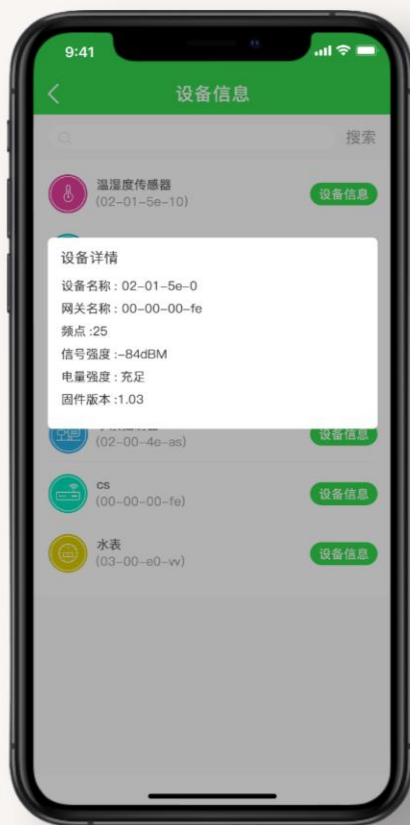 9:41
设备信息
搜索
温湿度传感器
(02-01-5e-10)
设备信息
设备详情
设备名称 : 02-01-5e-0
网关名称 : 00-00-00-fe
频点 :25
信号强度 :-84dBM
电量强度 : 充足
固件版本 :1.03
(02-00-4e-as)
设备信息
cs
(00-00-00-fe)
设备信息
水表
(03-00-e0-vv)
设备信息